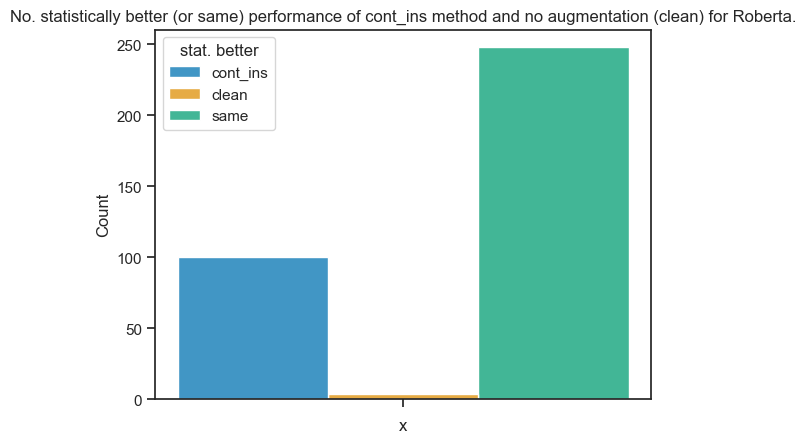 No. statistically better (or same) performance of cont_ins method and no augmentation (clean) for Roberta.
stat. better
cont_ins
clean
same
Count
250
200
150
100
50
0
x